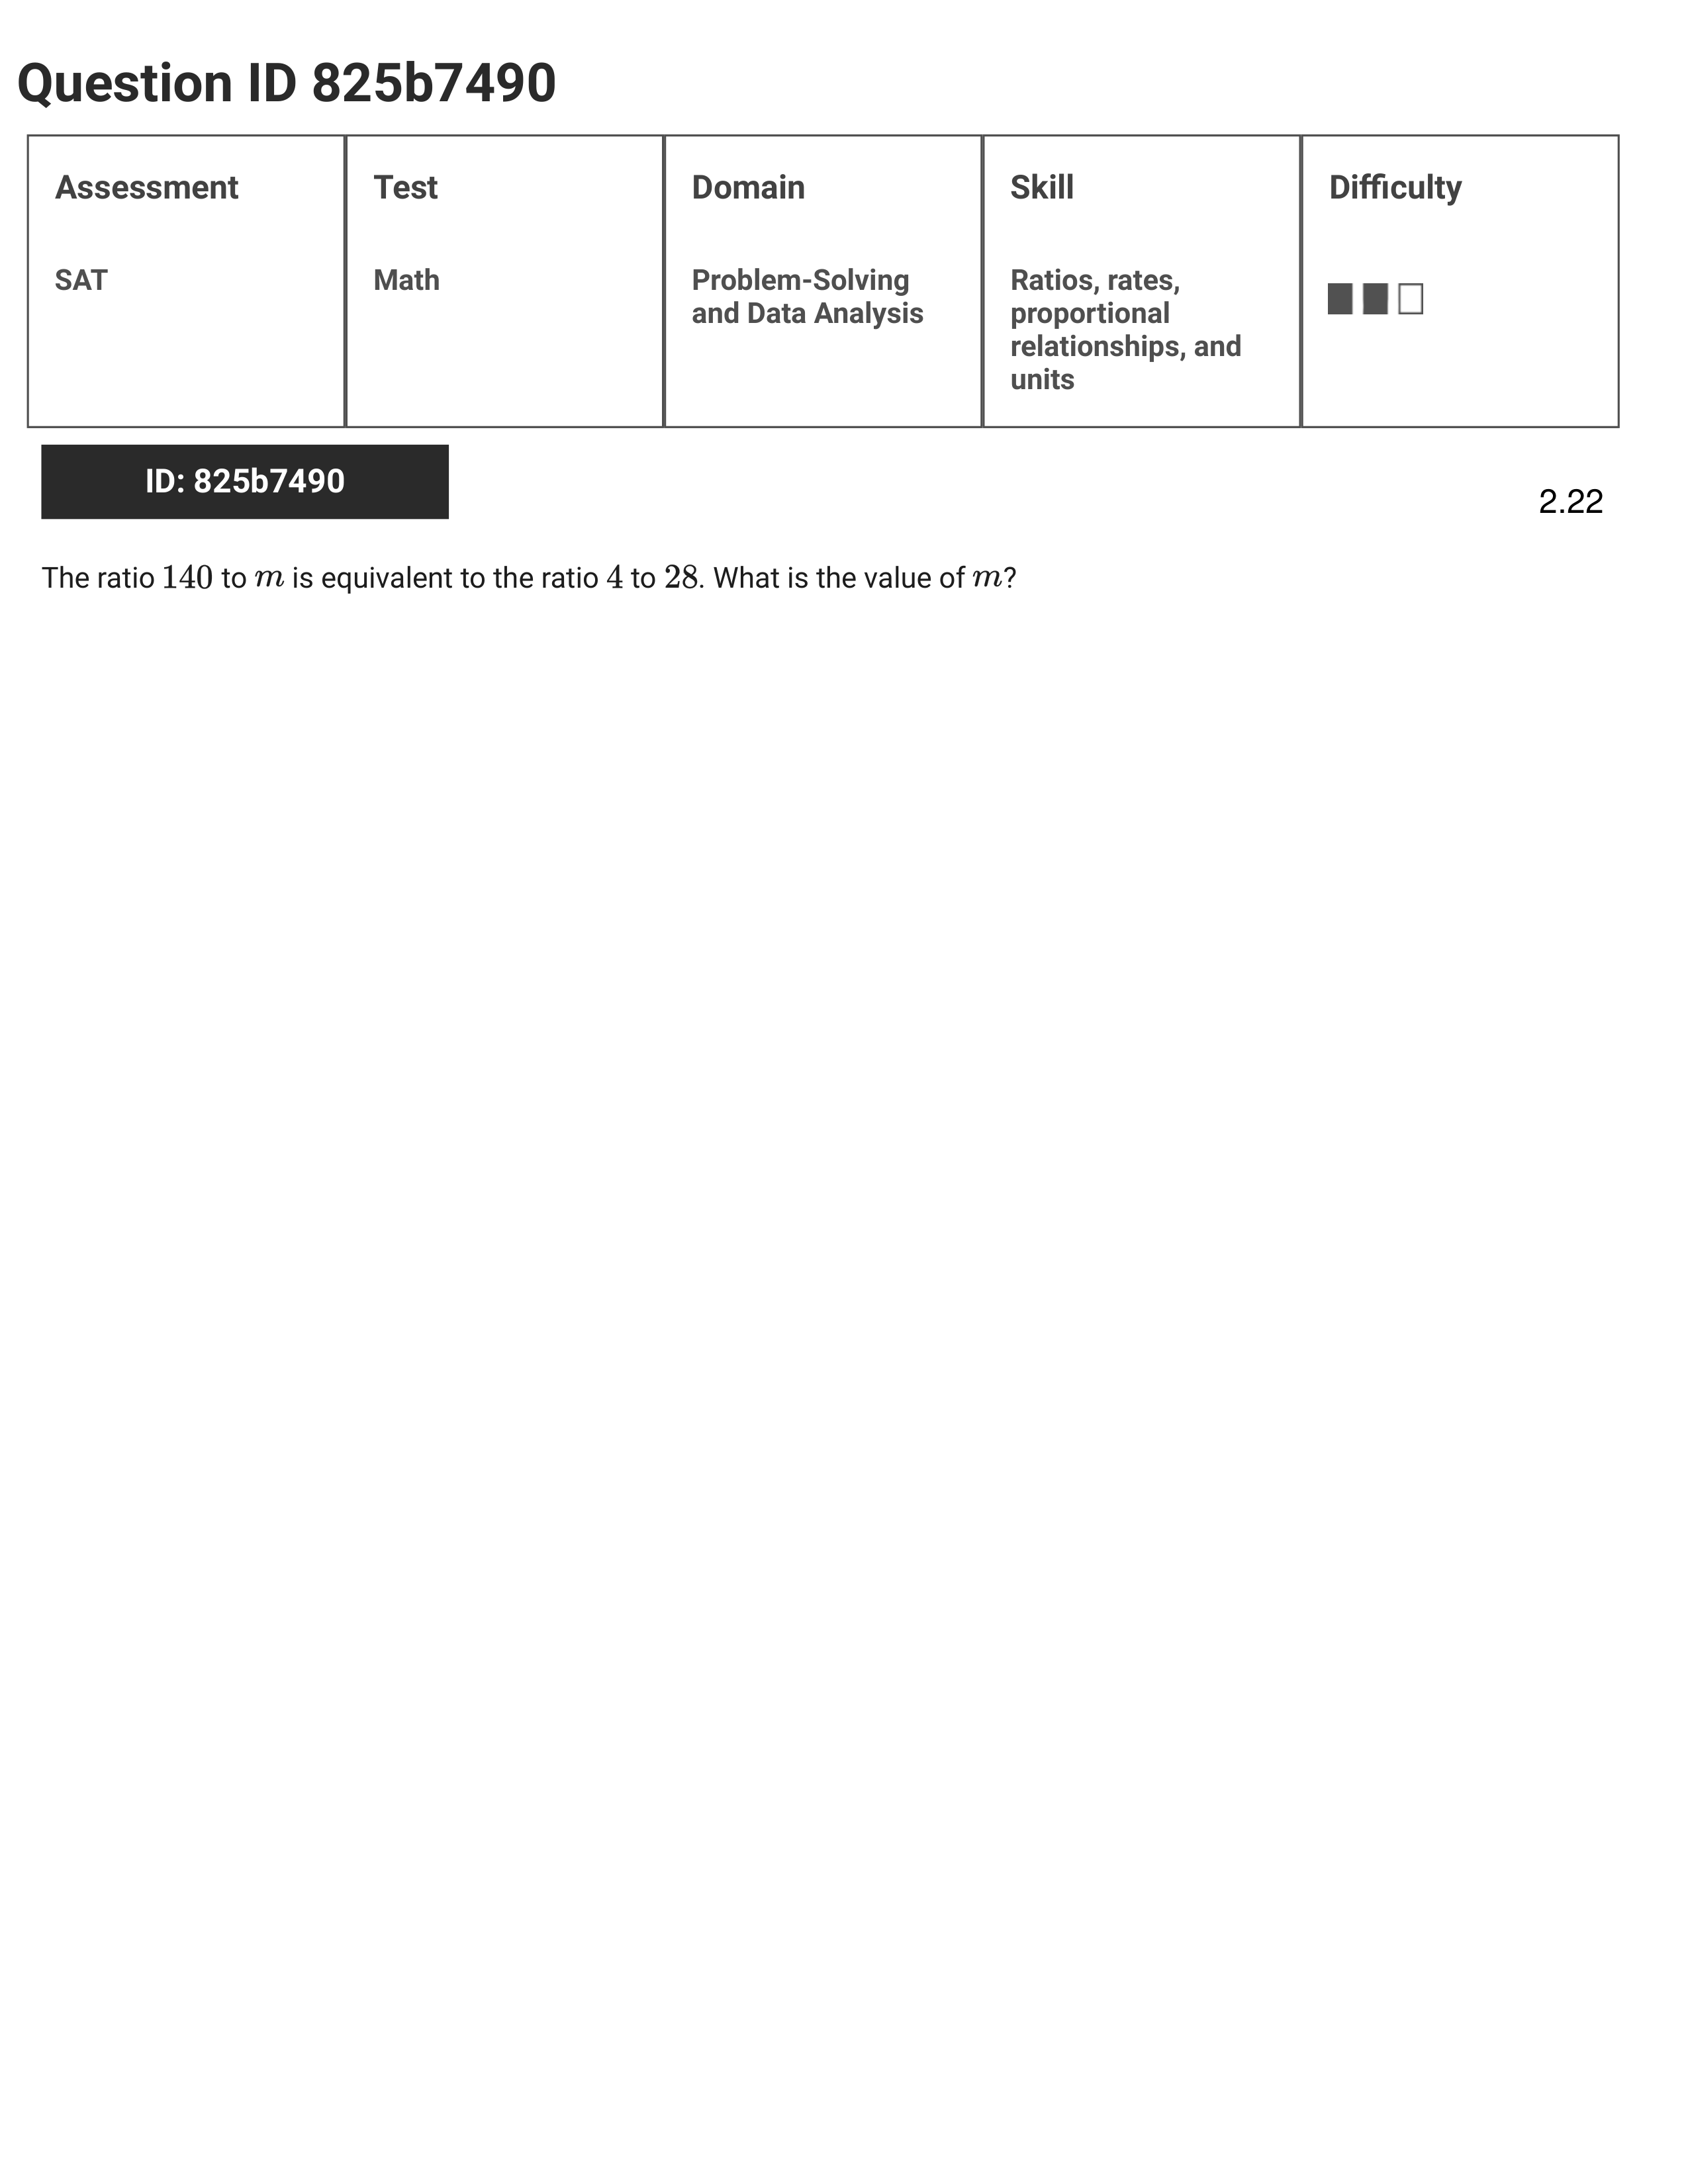 Question ID 825b7490
Assessment
Test
Domain
Skill
Difficulty
SAT
Math
Problem-Solving
and Data Analysis
Ratios, rates,
proportional
relationships, and
units
ID: 825b7490
2.22
The ratio 140 to m is equivalent to the ratio 4 to 28. What is the value of m?